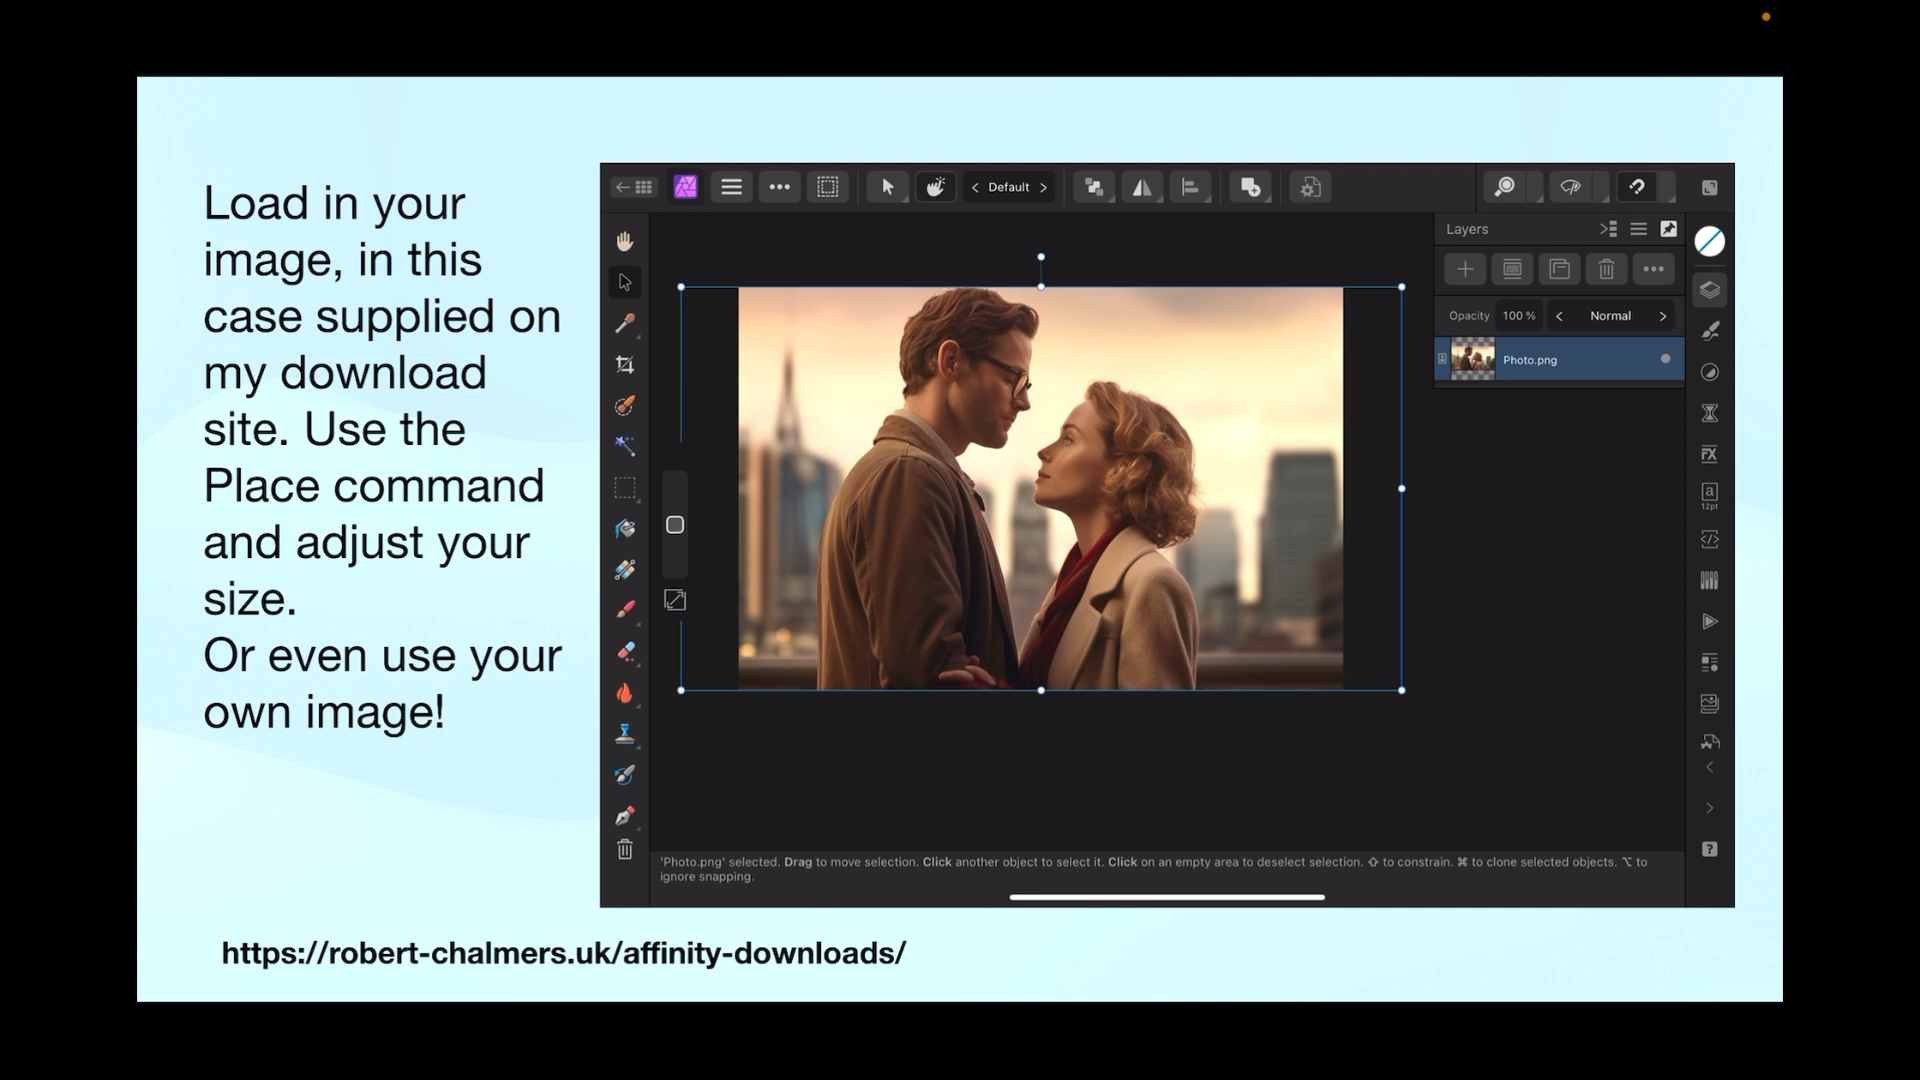 Load in your
image, in this
case supplied on
my download
site. Use the
Place command
and adjust your
size.
Or even use your
own image!
Default
Layers
Opacity 100 % Normal
Photo.png
FX
a
12pt
'Photo.png' selected. Drag to move selection. Click another object to select it. Click on an empty area to deselect selection. ⇧ to constrain. ⌘ to clone selected objects. ⌥ to
ignore snapping.
https://robert-chalmers.uk/affinity-downloads/